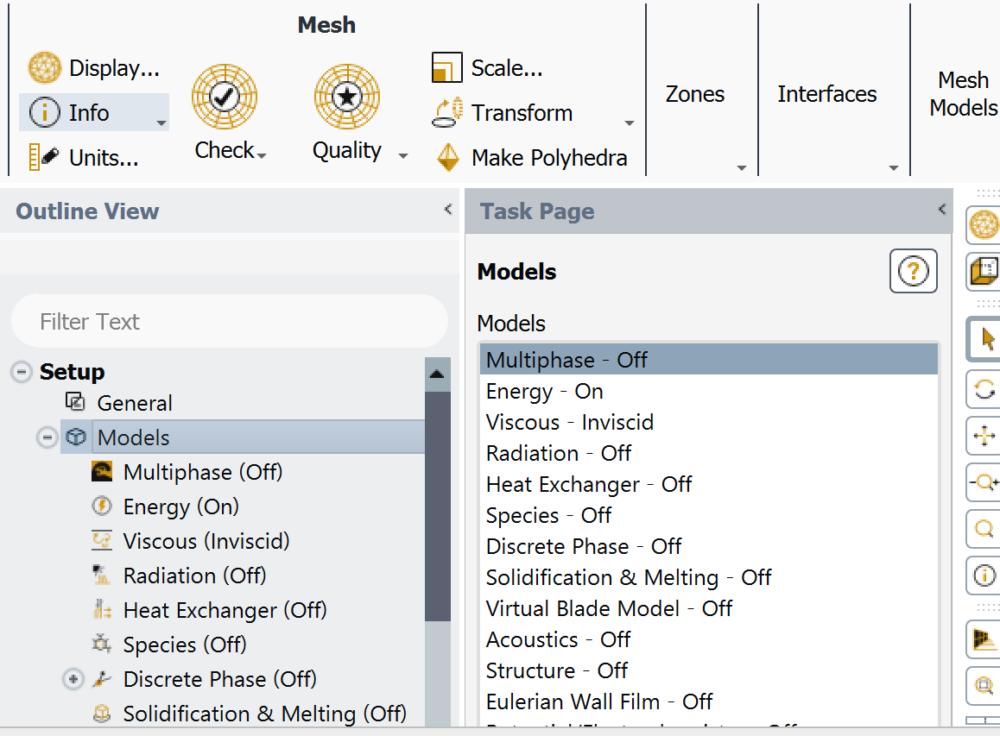 Mesh
Display...
Info
Units...
Check
Quality
Scale...
Transform
Make Polyhedra
Zones
Interfaces
Mesh
Models
Outline View
Filter Text
Setup
General
Models
Multiphase (Off)
Energy (On)
Viscous (Inviscid)
Radiation (Off)
Heat Exchanger (Off)
Species (Off)
Discrete Phase (Off)
Solidification & Melting (Off)
Task Page
Models
Models
Multiphase - Off
Energy - On
Viscous - Inviscid
Radiation - Off
Heat Exchanger - Off
Species - Off
Discrete Phase - Off
Solidification & Melting - Off
Virtual Blade Model - Off
Acoustics - Off
Structure - Off
Eulerian Wall Film - Off